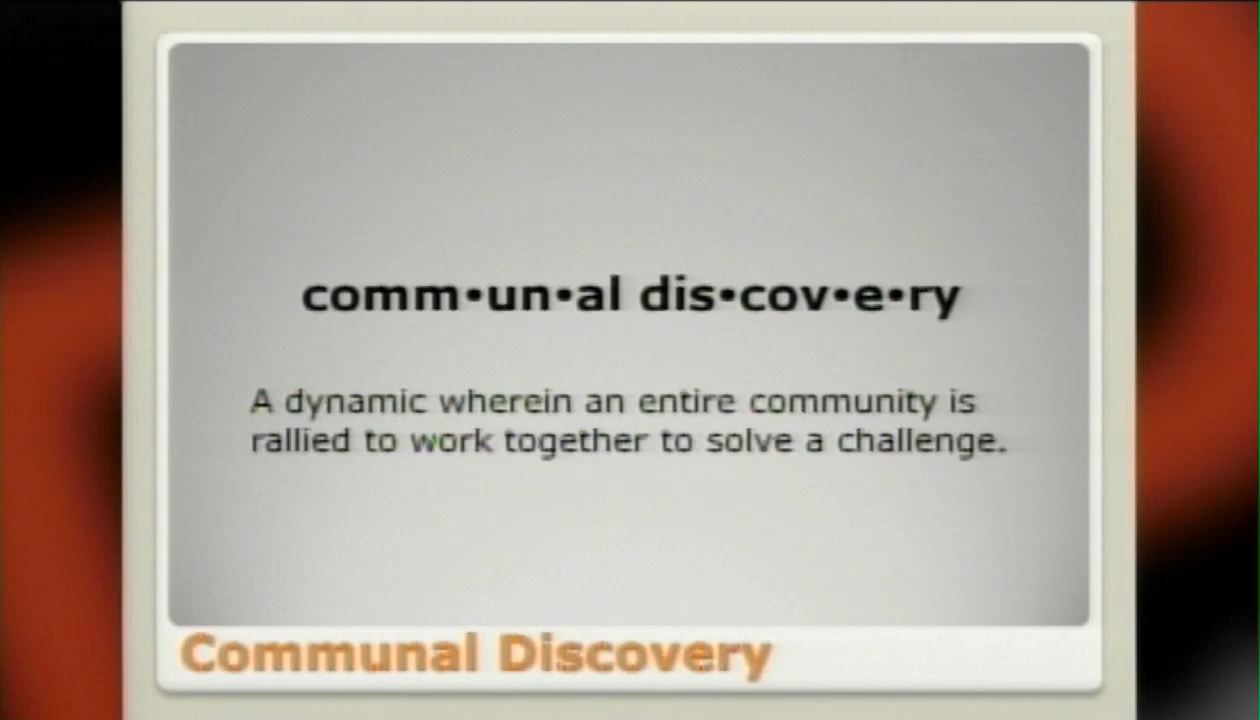 comm•un•al dis•cov•e•ry
A dynamic wherein an entire community is
rallied to work together to solve a challenge.
Communal Discovery